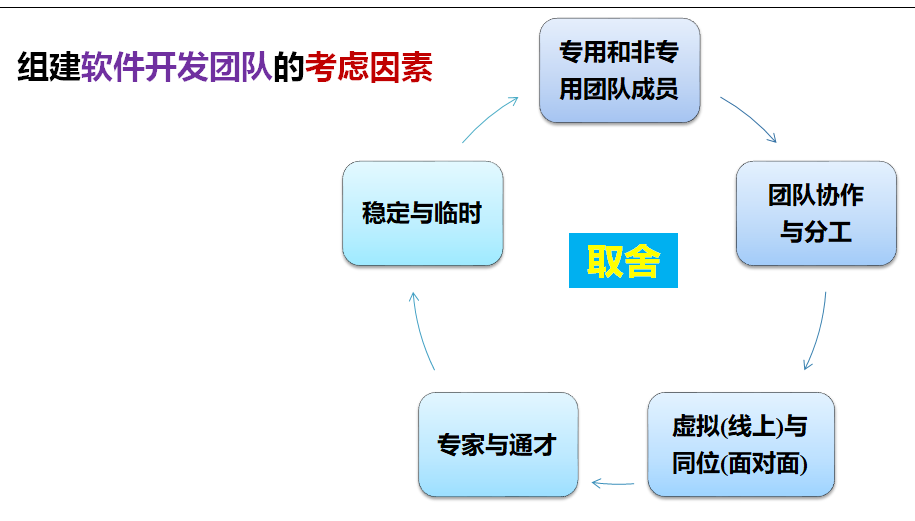 组建软件开发团队的考虑因素
专用和非专
用团队成员
团队协作
与分工
虚拟(线上)与
同位(面对面)
专家与通才
稳定与临时
取舍